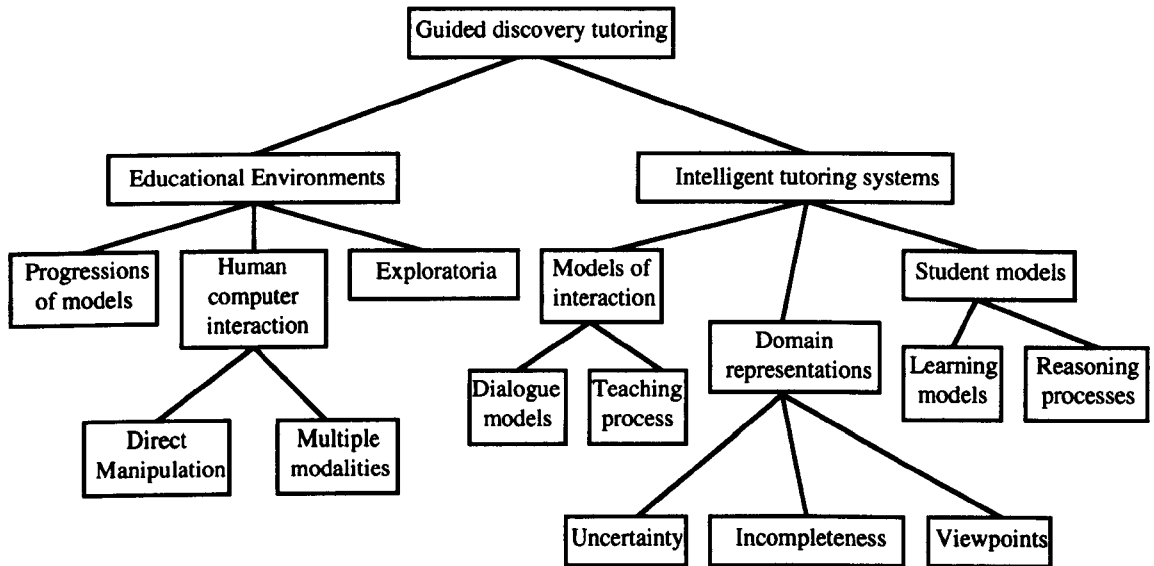 Guided discovery tutoring
Educational Environments
Intelligent tutoring systems
Progressions
of models
Human
computer
interaction
Exploratoria
Models of
interaction
Student models
Domain
representations
Dialogue
models
Teaching
process
Learning
models
Reasoning
processes
Direct
Manipulation
Multiple
modalities
Uncertainty
Incompleteness
Viewpoints